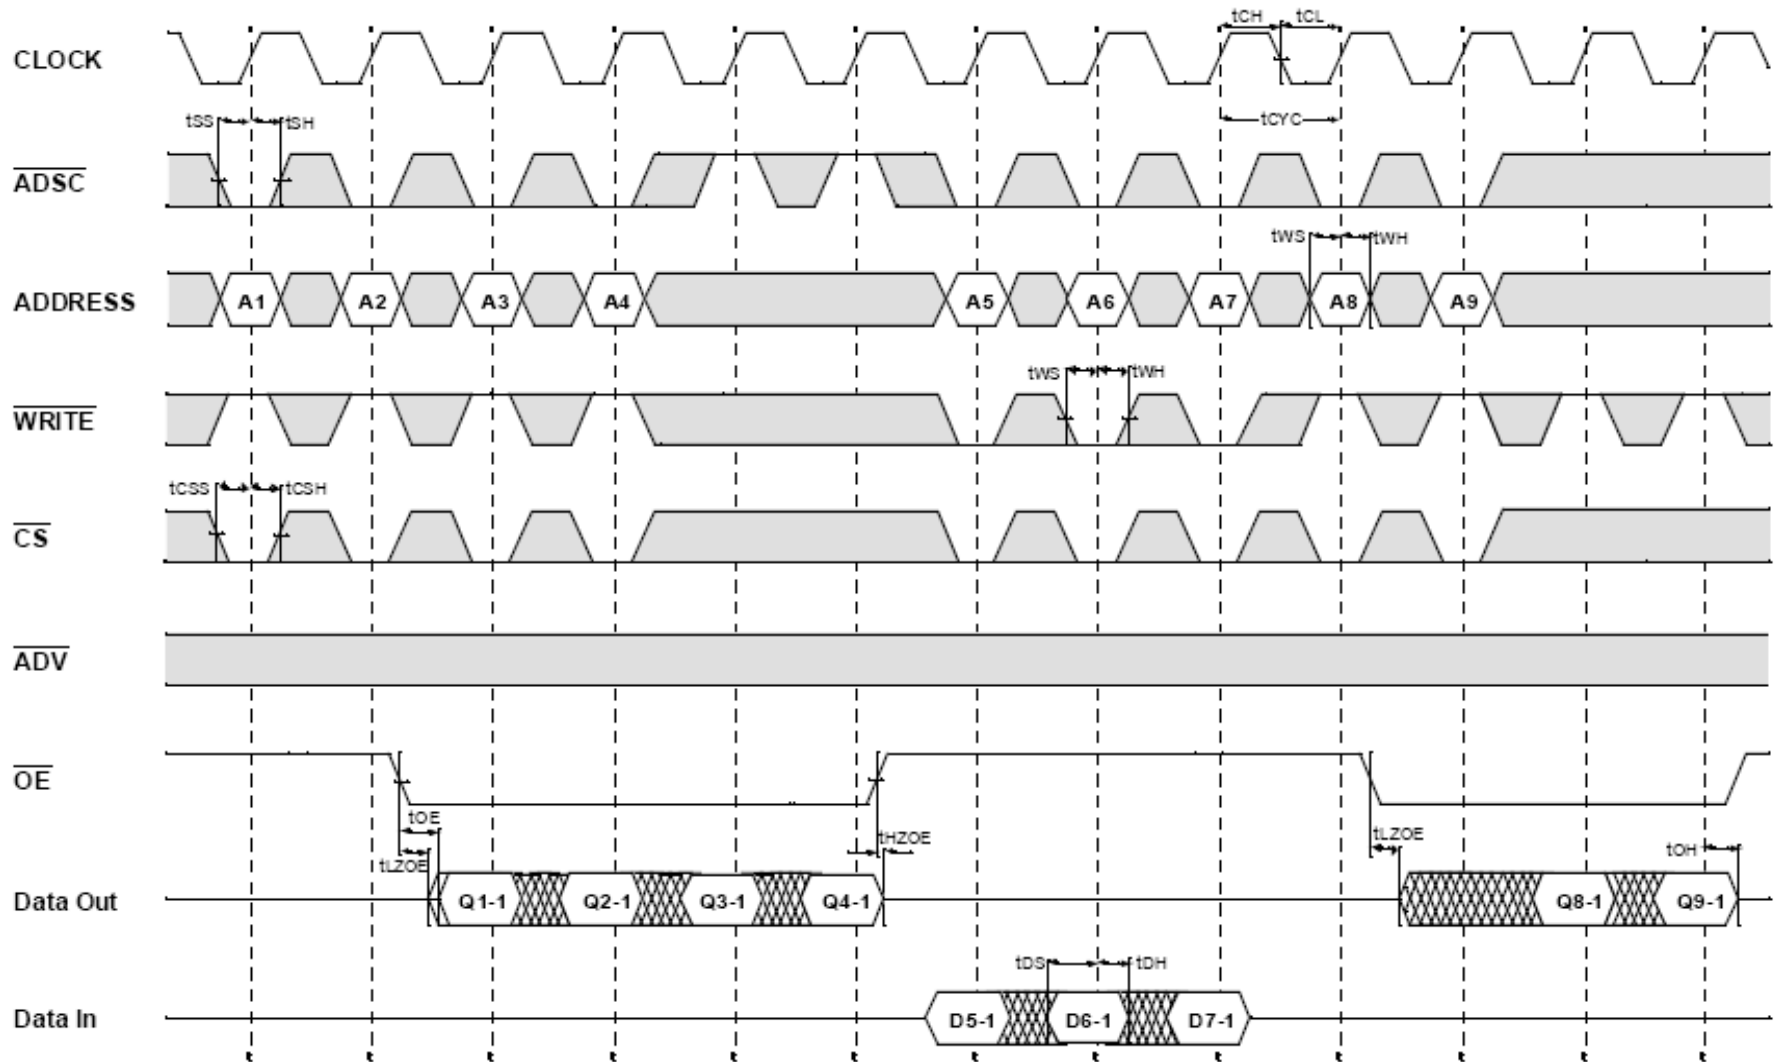 tCH tCL
CLOCK
tSS tSH tCYC
ADSC
tWS tWH
ADDRESS A1 A2 A3 A4 A5 A6 A7 A8 A9
tWS tWH
WRITE
tCSS tCSH
CS
ADV
OE
tOE
tLZOE tHZOE tLZOE tOH
Data Out Q1-1 Q2-1 Q3-1 Q4-1 Q8-1 Q9-1
tDS tDH
Data In D5-1 D6-1 D7-1
t t t t t t t t t t t t t